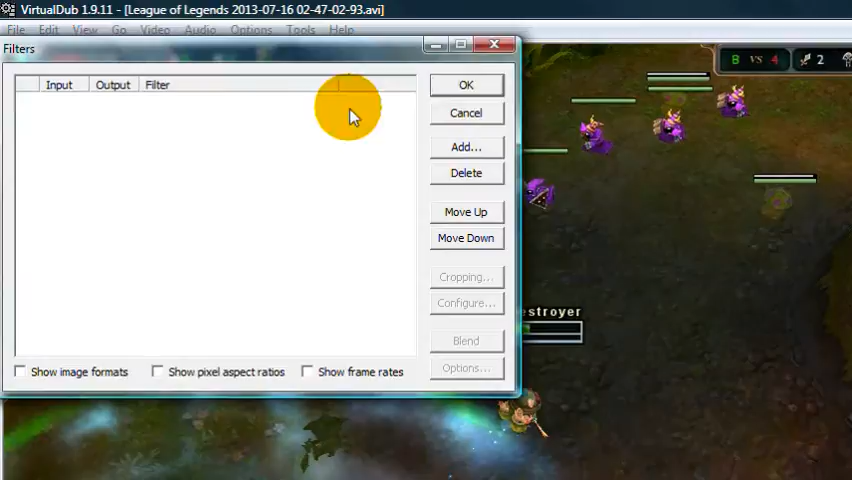 VirtualDub 1.9.11 - [League of Legends 2013-07-16 02-47-02-93.avi]
File Edit View Go Video Audio Options Tools Help
Filters
Input Output Filter
OK
Cancel
Add...
Delete
Move Up
Move Down
Cropping...
Configure...
Blend
Options...
Show image formats Show pixel aspect ratios Show frame rates
B VS 4 2
estroyer